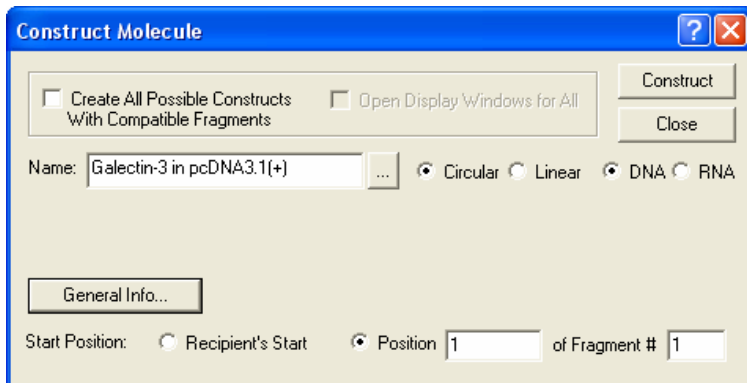 Construct Molecule
Create All Possible Constructs
With Compatible Fragments
Open Display Windows for All
Construct
Close
Name: Galectin-3 in pcDNA3.1(+) ... Circular Linear DNA RNA
General Info...
Start Position: Recipient's Start Position 1 of Fragment # 1